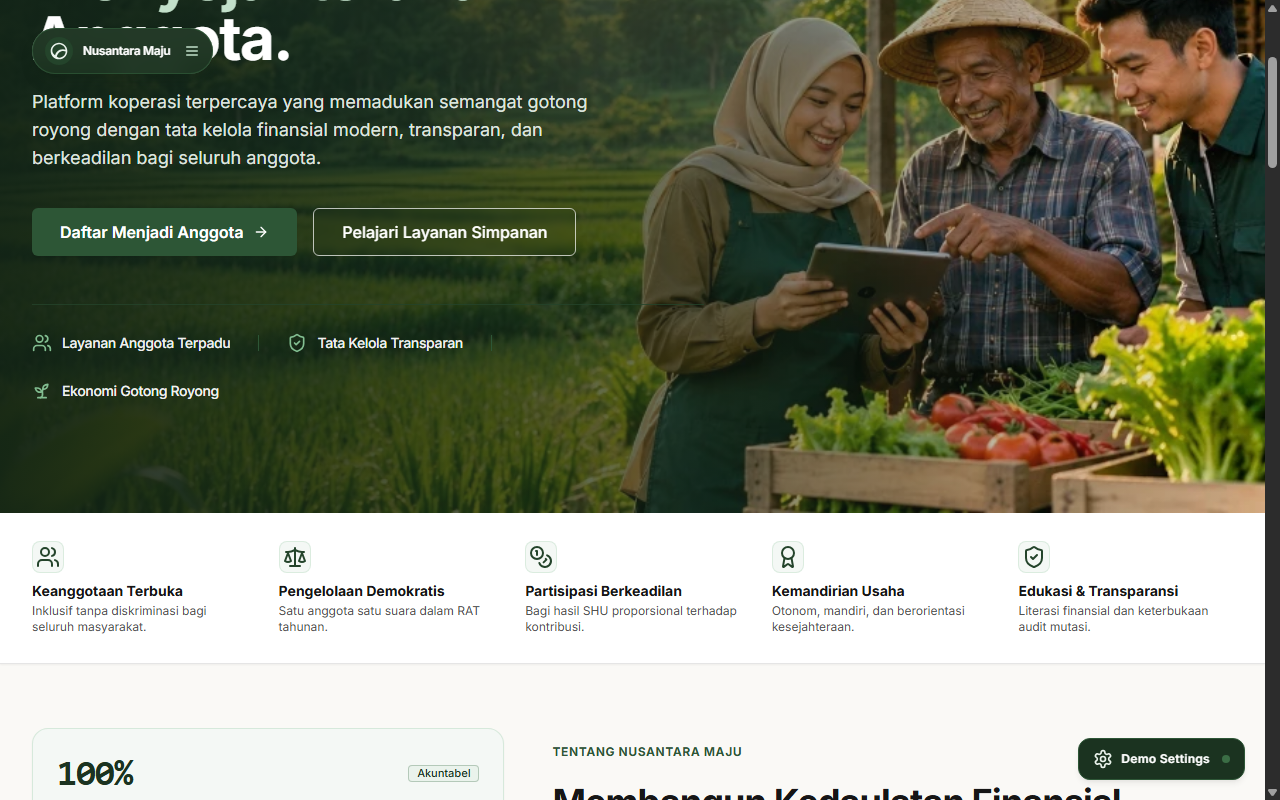 Anggota.
Nusantara Maju
Platform koperasi terpercaya yang memadukan semangat gotong
royong dengan tata kelola finansial modern, transparan, dan
berkeadilan bagi seluruh anggota.
Daftar Menjadi Anggota
Pelajari Layanan Simpanan
Layanan Anggota Terpadu
Tata Kelola Transparan
Ekonomi Gotong Royong
Keanggotaan Terbuka
Inklusif tanpa diskriminasi bagi
seluruh masyarakat.
Pengelolaan Demokratis
Satu anggota satu suara dalam RAT
tahunan.
Partisipasi Berkeadilan
Bagi hasil SHU proporsional terhadap
kontribusi.
Kemandirian Usaha
Otonom, mandiri, dan berorientasi
kesejahteraan.
Edukasi & Transparansi
Literasi finansial dan keterbukaan
audit mutasi.
100%
Akuntabel
TENTANG NUSANTARA MAJU
Membangun Kedaulatan Finansial
Demo Settings